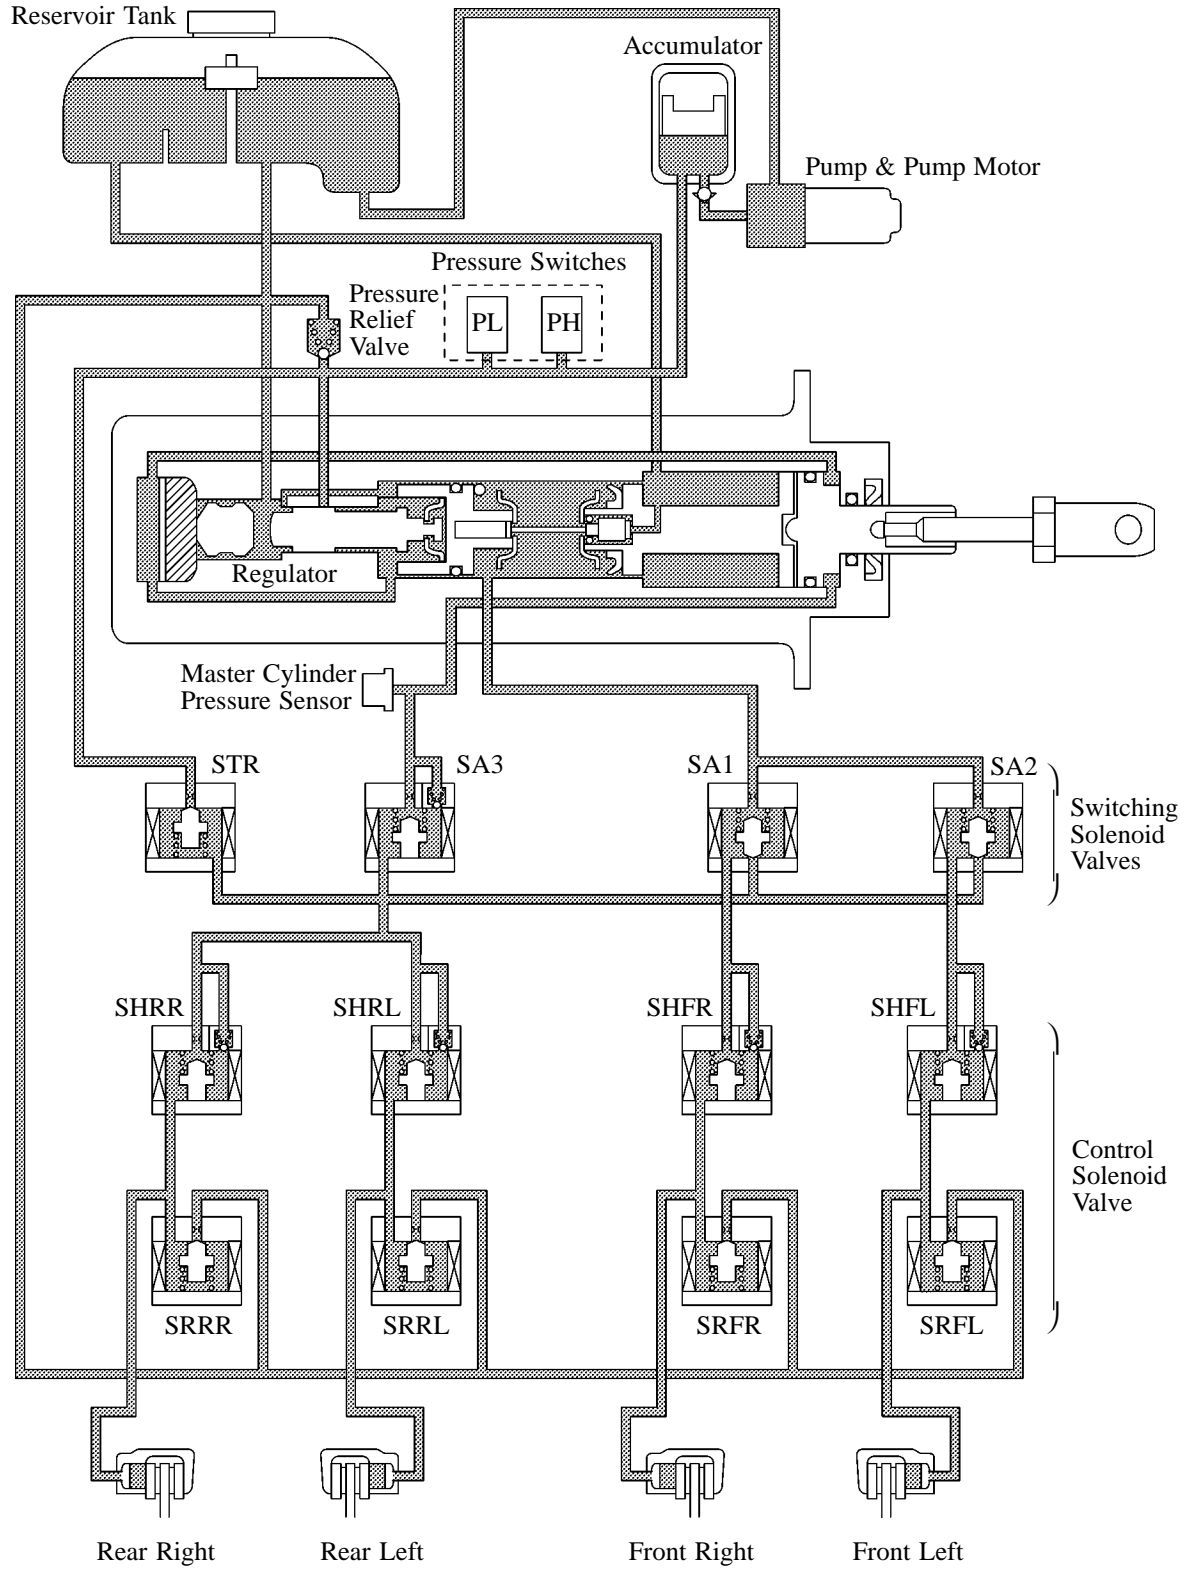 Reservoir Tank
Accumulator
Pump & Pump Motor
Pressure Switches
Pressure
Relief
Valve
PL
PH
Regulator
Master Cylinder
Pressure Sensor
STR
SA3
SA1
SA2
Switching
Solenoid
Valves
SHRR
SHRL
SHFR
SHFL
Control
Solenoid
Valve
SRRR
SRRL
SRFR
SRFL
Rear Right
Rear Left
Front Right
Front Left